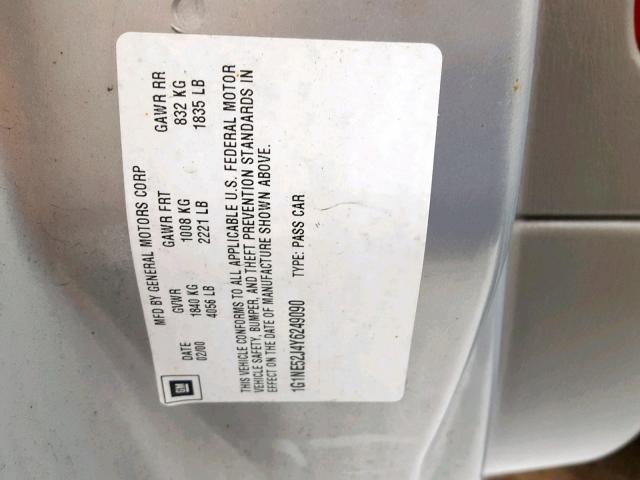 GM
MFD BY GENERAL MOTORS CORP
DATE GVWR GAWR FRT GAWR RR
02/00 1840 KG 1008 KG 832 KG
4056 LB 2221 LB 1835 LB
THIS VEHICLE CONFORMS TO ALL APPLICABLE U.S. FEDERAL MOTOR
VEHICLE SAFETY, BUMPER, AND THEFT PREVENTION STANDARDS IN
EFFECT ON THE DATE OF MANUFACTURE SHOWN ABOVE.
1G1NE52J4Y6249090 TYPE: PASS CAR